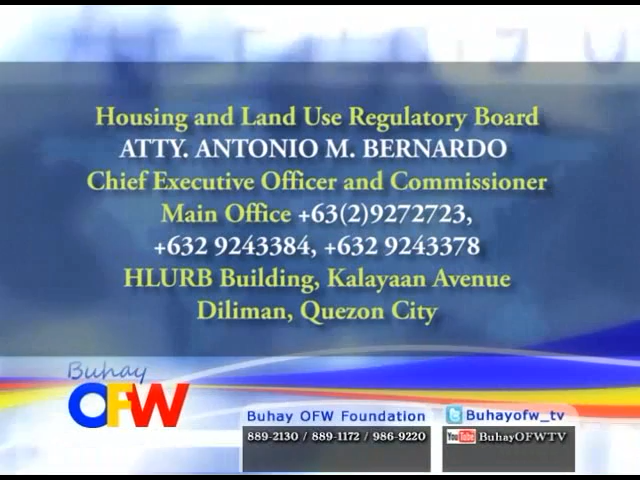 Housing and Land Use Regulatory Board
ATTY. ANTONIO M. BERNARDO
Chief Executive Officer and Commissioner
Main Office +63(2)9272723,
+632 9243384, +632 9243378
HLURB Building, Kalayaan Avenue
Diliman, Quezon City
Buhay
OFW
Buhay OFW Foundation
889-2130 / 889-1172 / 986-9220
Buhayofw_tv
YouTube BuhayOFWTV